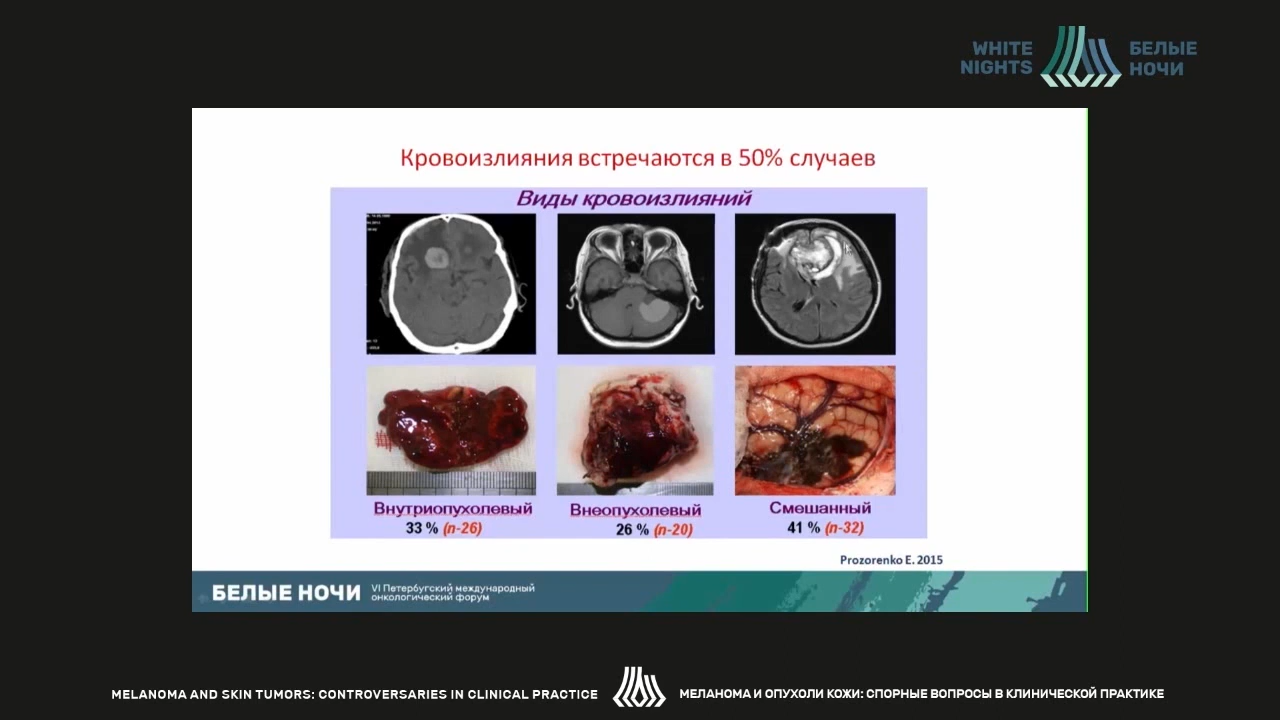 WHITE
NIGHTS
БЕЛЫЕ
НОЧИ
Кровоизлияния встречаются в 50% случаев
Виды кровоизлияний
Внутриопухолевый
33 % (n-26)
Внеопухолевый
26 % (n-20)
Смешанный
41 % (n-32)
Prozorenko E. 2015
БЕЛЫЕ НОЧИ
VI Петербугский международный
онкологический форум
MELANOMA AND SKIN TUMORS: CONTROVERSARIES IN CLINICAL PRACTICE
МЕЛАНОМА И ОПУХОЛИ КОЖИ: СПОРНЫЕ ВОПРОСЫ В КЛИНИЧЕСКОЙ ПРАКТИКЕ